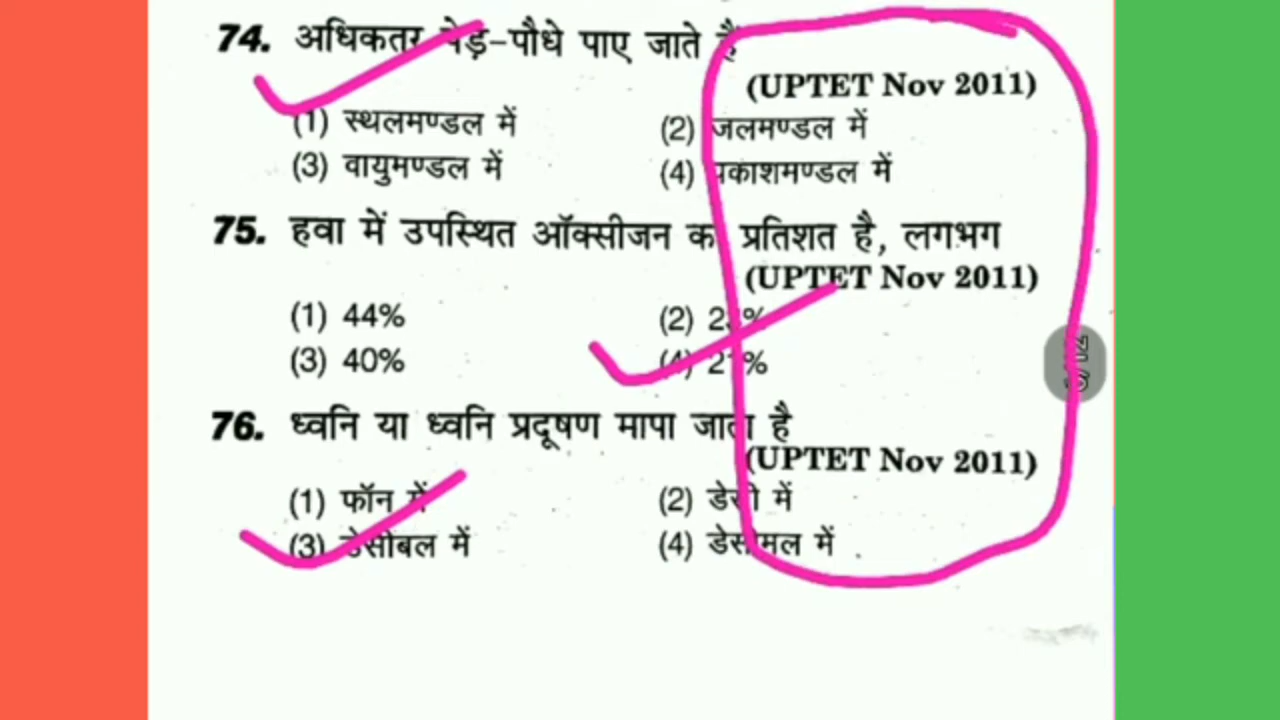 74. अधिकतर पेड़-पौधे पाए जाते हैं
(UPTET Nov 2011)
(1) स्थलमण्डल में (2) जलमण्डल में
(3) वायुमण्डल में (4) प्रकाशमण्डल में
75. हवा में उपस्थित ऑक्सीजन का प्रतिशत है, लगभग
(UPTET Nov 2011)
(1) 44% (2)
(3) 40% (4) 21%
76. ध्वनि या ध्वनि प्रदूषण मापा जाता है
(UPTET Nov 2011)
(1) फॉन में (2) डेसी में
(3) डेसीबल में (4) डेसीमल में